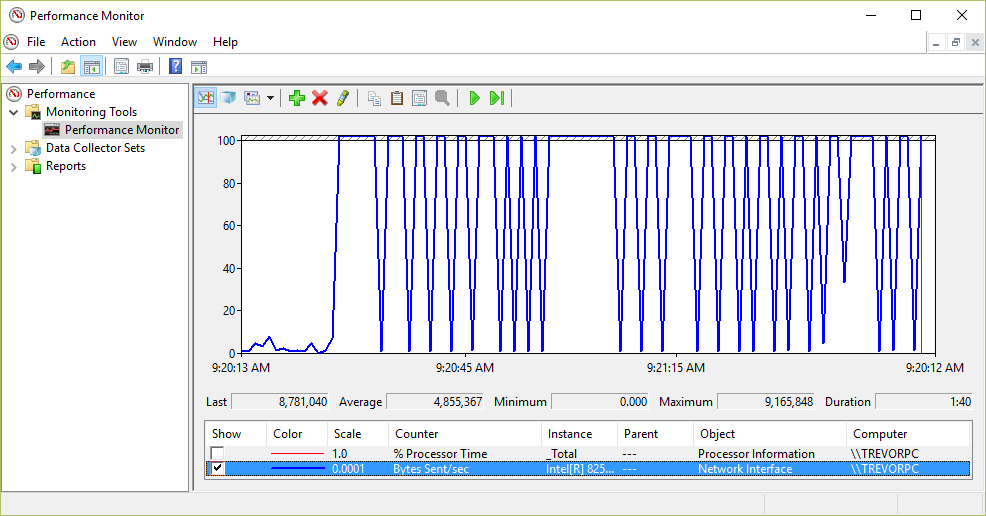 Performance Monitor
File Action View Window Help
Performance
Monitoring Tools
Performance Monitor
Data Collector Sets
Reports
100
80
60
40
20
0
9:20:13 AM 9:20:45 AM 9:21:15 AM 9:20:12 AM
Last 8,781,040 Average 4,855,367 Minimum 0.000 Maximum 9,165,848 Duration 1:40
Show Color Scale Counter Instance Parent Object Computer
1.0 % Processor Time _Total --- Processor Information \\TREVORPC
0.0001 Bytes Sent/sec Intel[R] 825... --- Network Interface \\TREVORPC